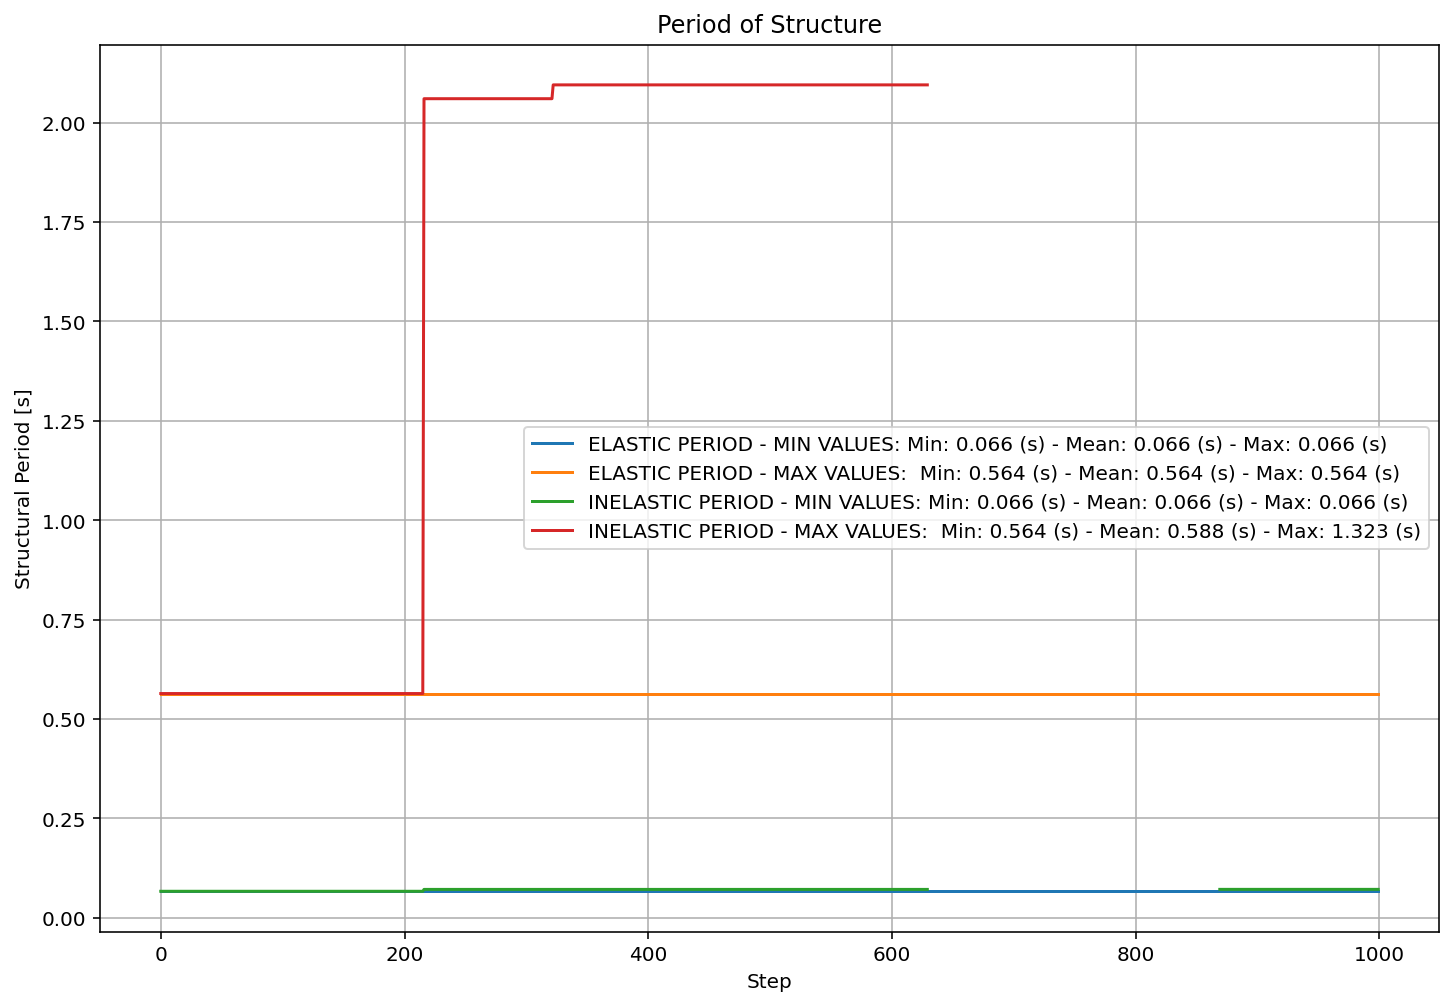 Period of Structure
2.00
1.75
1.50
1.25
1.00
0.75
0.50
0.25
0.00
Structural Period [s]
ELASTIC PERIOD - MIN VALUES: Min: 0.066 (s) - Mean: 0.066 (s) - Max: 0.066 (s)
ELASTIC PERIOD - MAX VALUES:  Min: 0.564 (s) - Mean: 0.564 (s) - Max: 0.564 (s)
INELASTIC PERIOD - MIN VALUES: Min: 0.066 (s) - Mean: 0.066 (s) - Max: 0.066 (s)
INELASTIC PERIOD - MAX VALUES:  Min: 0.564 (s) - Mean: 0.588 (s) - Max: 1.323 (s)
0 200 400 600 800 1000
Step